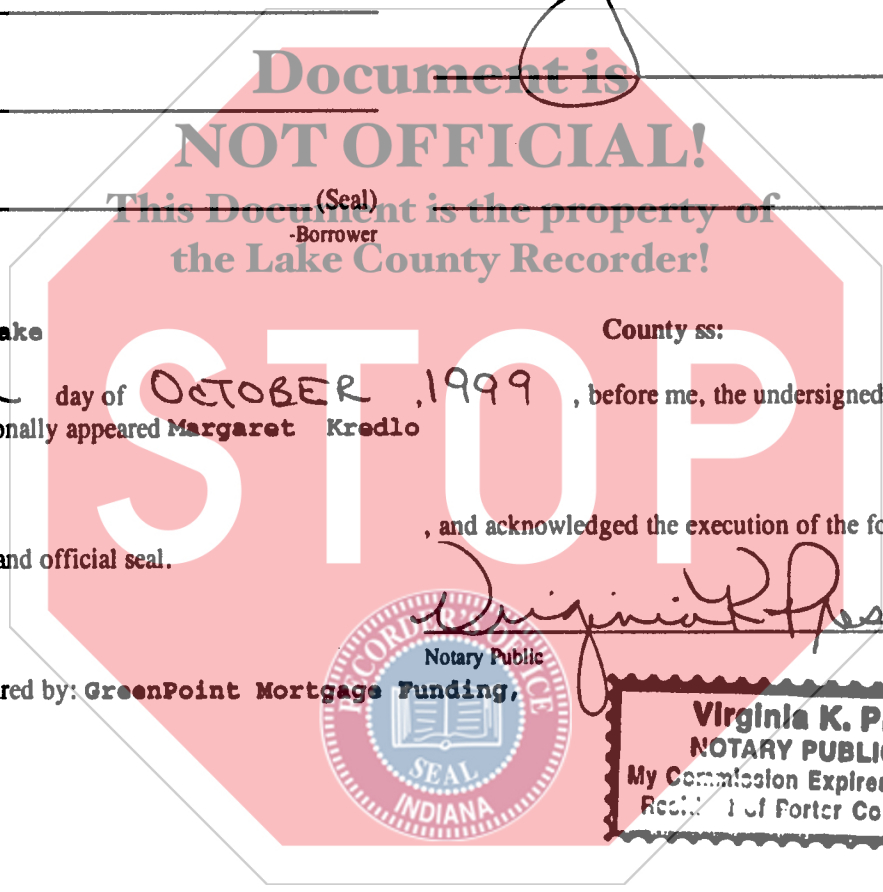 Document is
NOT OFFICIAL!
This Document is the property of
the Lake County Recorder!
(Seal)
-Borrower
ake County ss:
day of OCTOBER , 1999 , before me, the undersigned
onally appeared Margaret Kredlo
STOP
, and acknowledged the execution of the fo
and official seal.
Virginia K
Notary Public
red by: GreenPoint Mortgage Funding,
RECORDER'S OFFICE
SEAL
INDIANA
Virginia K. P
NOTARY PUBLIC
My Commission Expires
of Porter Co